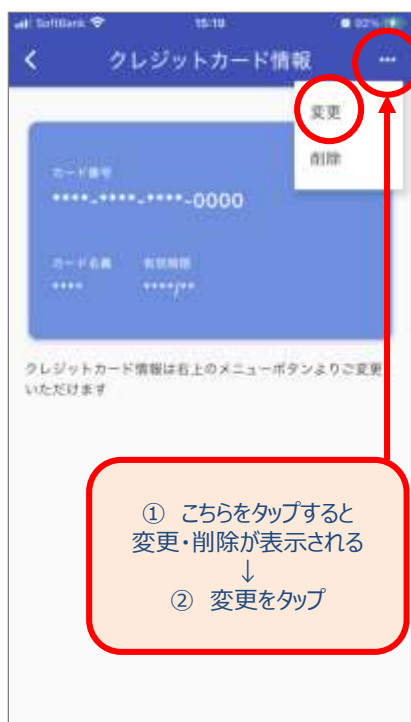 SoftBank 15:18 92%
クレジットカード情報
変更
削除
カード番号
****-****-****-0000
カード名義 有効期限
**** ****/**
クレジットカード情報は右上のメニューボタンよりご変更
いただけます
① こちらをタップすると
変更・削除が表示される
↓
② 変更をタップ